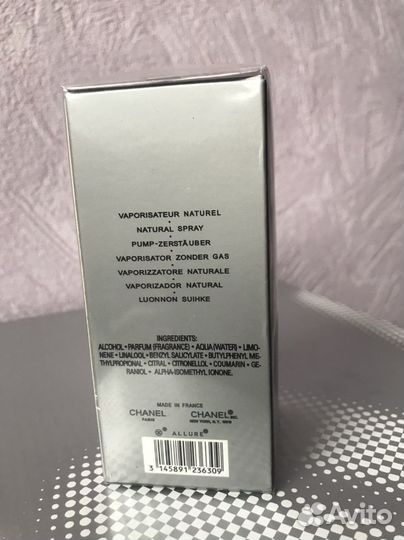 VAPORISATEUR NATUREL
•
NATURAL SPRAY
•
PUMP-ZERSTÄUBER
•
VAPORISATOR ZONDER GAS
•
VAPORIZZATORE NATURALE
•
VAPORIZADOR NATURAL
•
LUONNON SUIHKE
INGREDIENTS:
ALCOHOL • PARFUM (FRAGRANCE) • AQUA (WATER) • LIMO-
NENE • LINALOOL • BENZYL SALICYLATE • BUTYLPHENYL ME-
THYLPROPIONAL • CITRAL • CITRONELLOL • COUMARIN • GE-
RANIOL • ALPHA-ISOMETHYL IONONE.
MADE IN FRANCE
CHANEL CHANEL INC.
PARIS NEW YORK, N.Y. 10019
® ALLURE ®
3 145891 236309
Avito